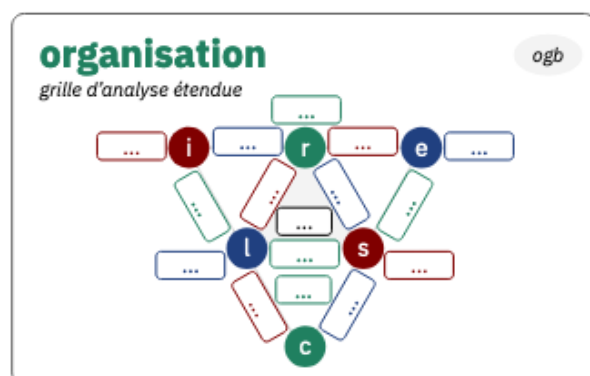 organisation
ogb
grille d'analyse étendue
...
... i ... r ... e ...
... ... ... ...
...
... l ... s ...
... ... ...
c